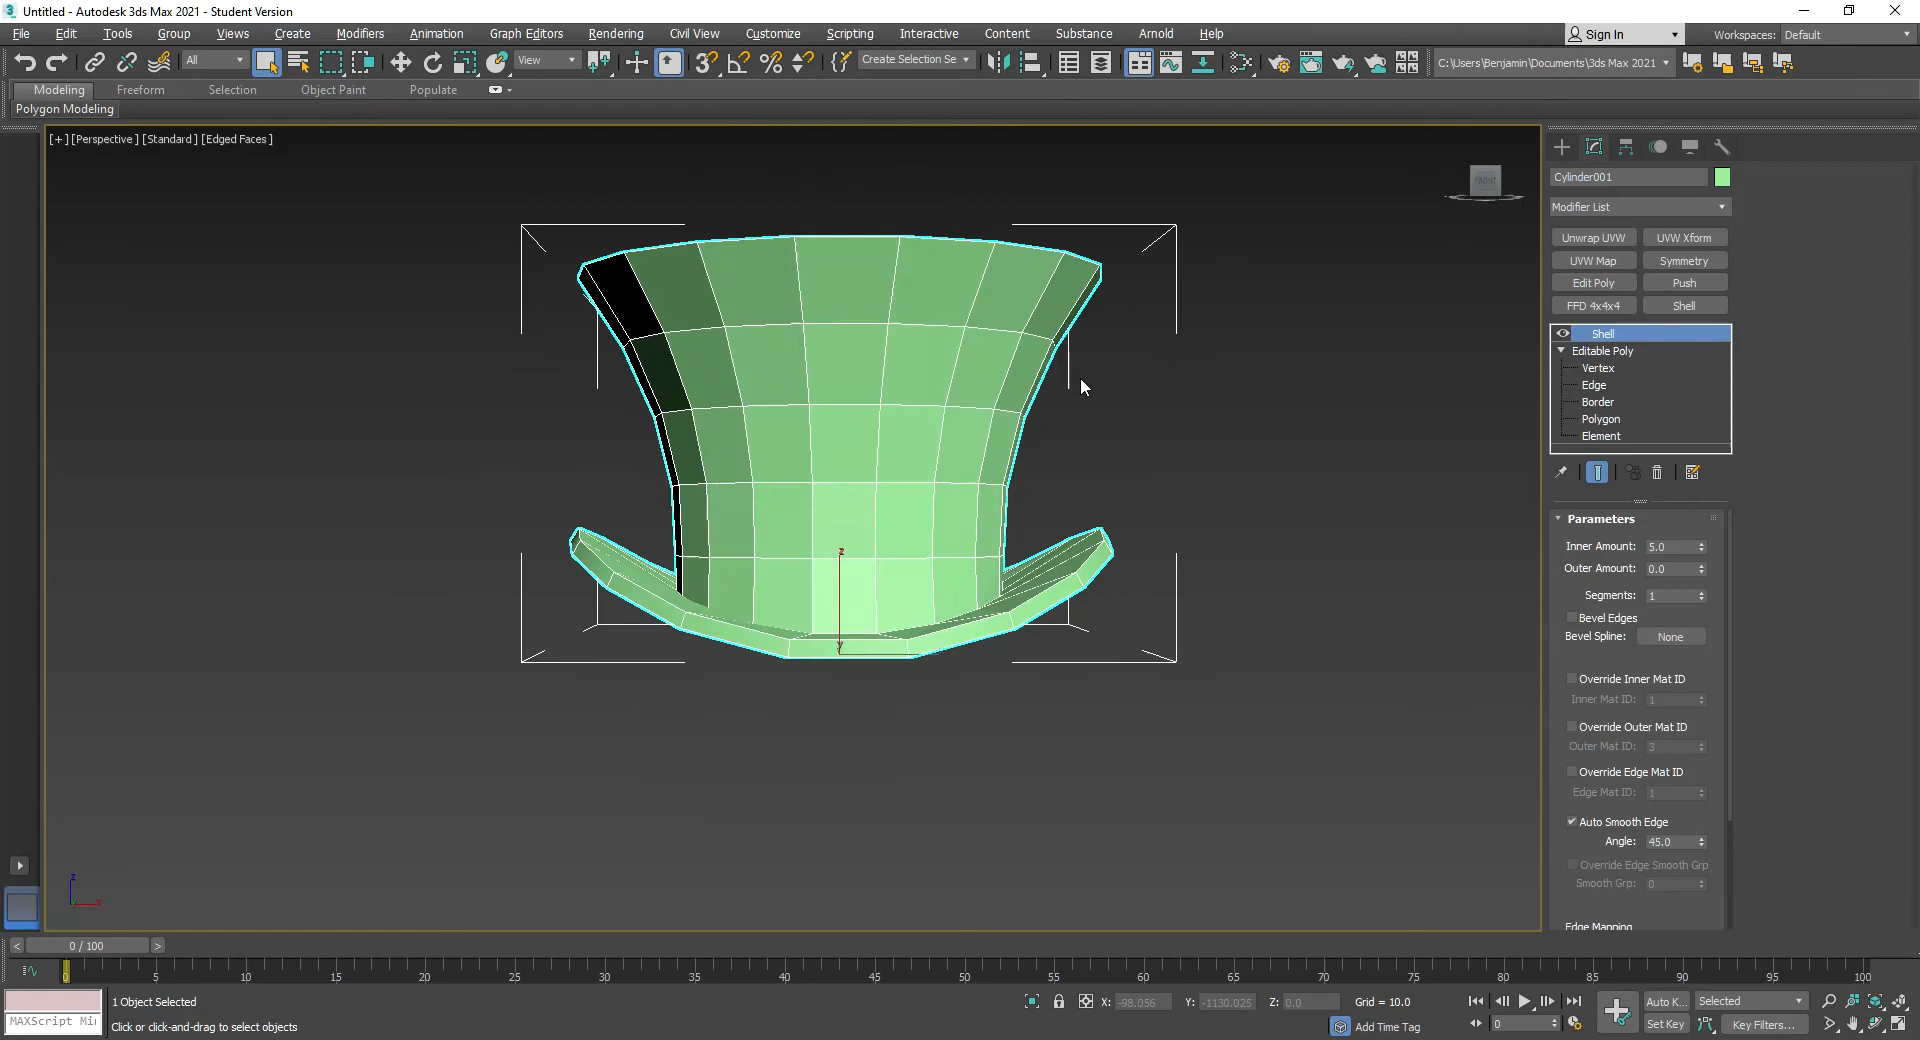 Untitled - Autodesk 3ds Max 2021 - Student Version
File Edit Tools Group Views Create Modifiers Animation Graph Editors Rendering Civil View Customize Scripting Interactive Content Substance Arnold Help
Sign In
Workspaces: Default
All
View
Create Selection Se
C:\Users\Benjamin\Documents\3ds Max 2021
Modeling Freeform Selection Object Paint Populate
Polygon Modeling
[+] [Perspective] [Standard] [Edged Faces]
FRONT
Cylinder001
Modifier List
Unwrap UVW UVW Xform
UVW Map Symmetry
Edit Poly Push
FFD 4x4x4 Shell
Shell
Editable Poly
Vertex
Edge
Border
Polygon
Element
Parameters
Inner Amount: 5.0
Outer Amount: 0.0
Segments: 1
Bevel Edges
Bevel Spline: None
Override Inner Mat ID
Inner Mat ID: 1
Override Outer Mat ID
Outer Mat ID: 3
Override Edge Mat ID
Edge Mat ID: 1
Auto Smooth Edge
Angle: 45.0
Override Edge Smooth Grp
Smooth Grp: 0
Edge Mapping
z
y
z
x
< 0 / 100 >
0 5 10 15 20 25 30 35 40 45 50 55 60 65 70 75 80 85 90 95 100
1 Object Selected
X: -98.056 Y: -1130.025 Z: 0.0 Grid = 10.0
Auto K... Selected
MAXScript Mi
Click or click-and-drag to select objects
Add Time Tag
0
Set Key Key Filters...